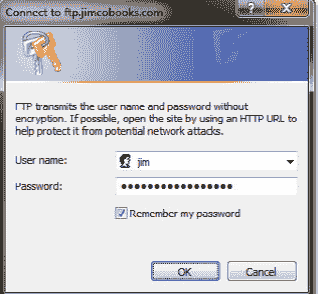 Connect to ftp.jimcobooks.com
FTP transmits the user name and password without
encryption. If possible, open the site by using an HTTP URL to
help protect it from potential network attacks.
User name:
jim
Password:
•••••••••••••••••
Remember my password
OK
Cancel